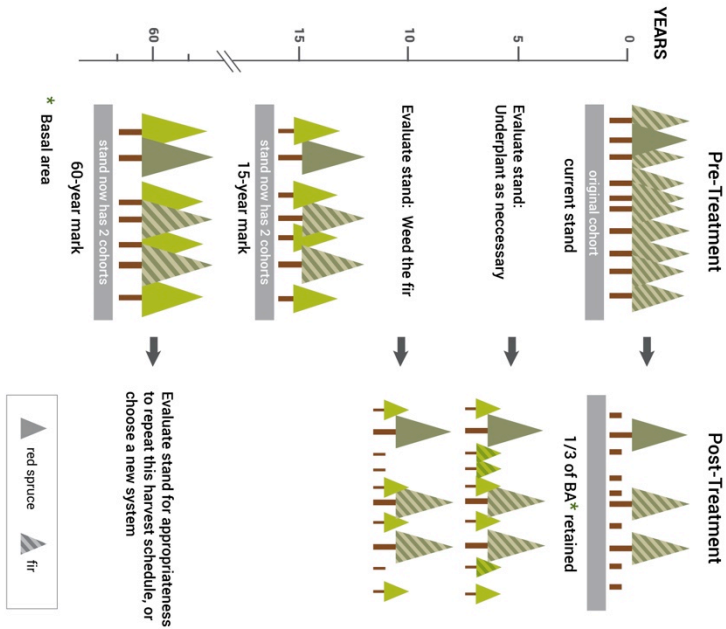 YEARS
Pre-Treatment
Post-Treatment
0
original cohort
current stand
1/3 of BA* retained
5
Evaluate stand:
Underplant as neccessary
10
Evaluate stand: Weed the fir
15
stand now has 2 cohorts
15-year mark
60
stand now has 2 cohorts
60-year mark
Evaluate stand for appropriateness
to repeat this harvest schedule, or
choose a new system
* Basal area
red spruce
fir